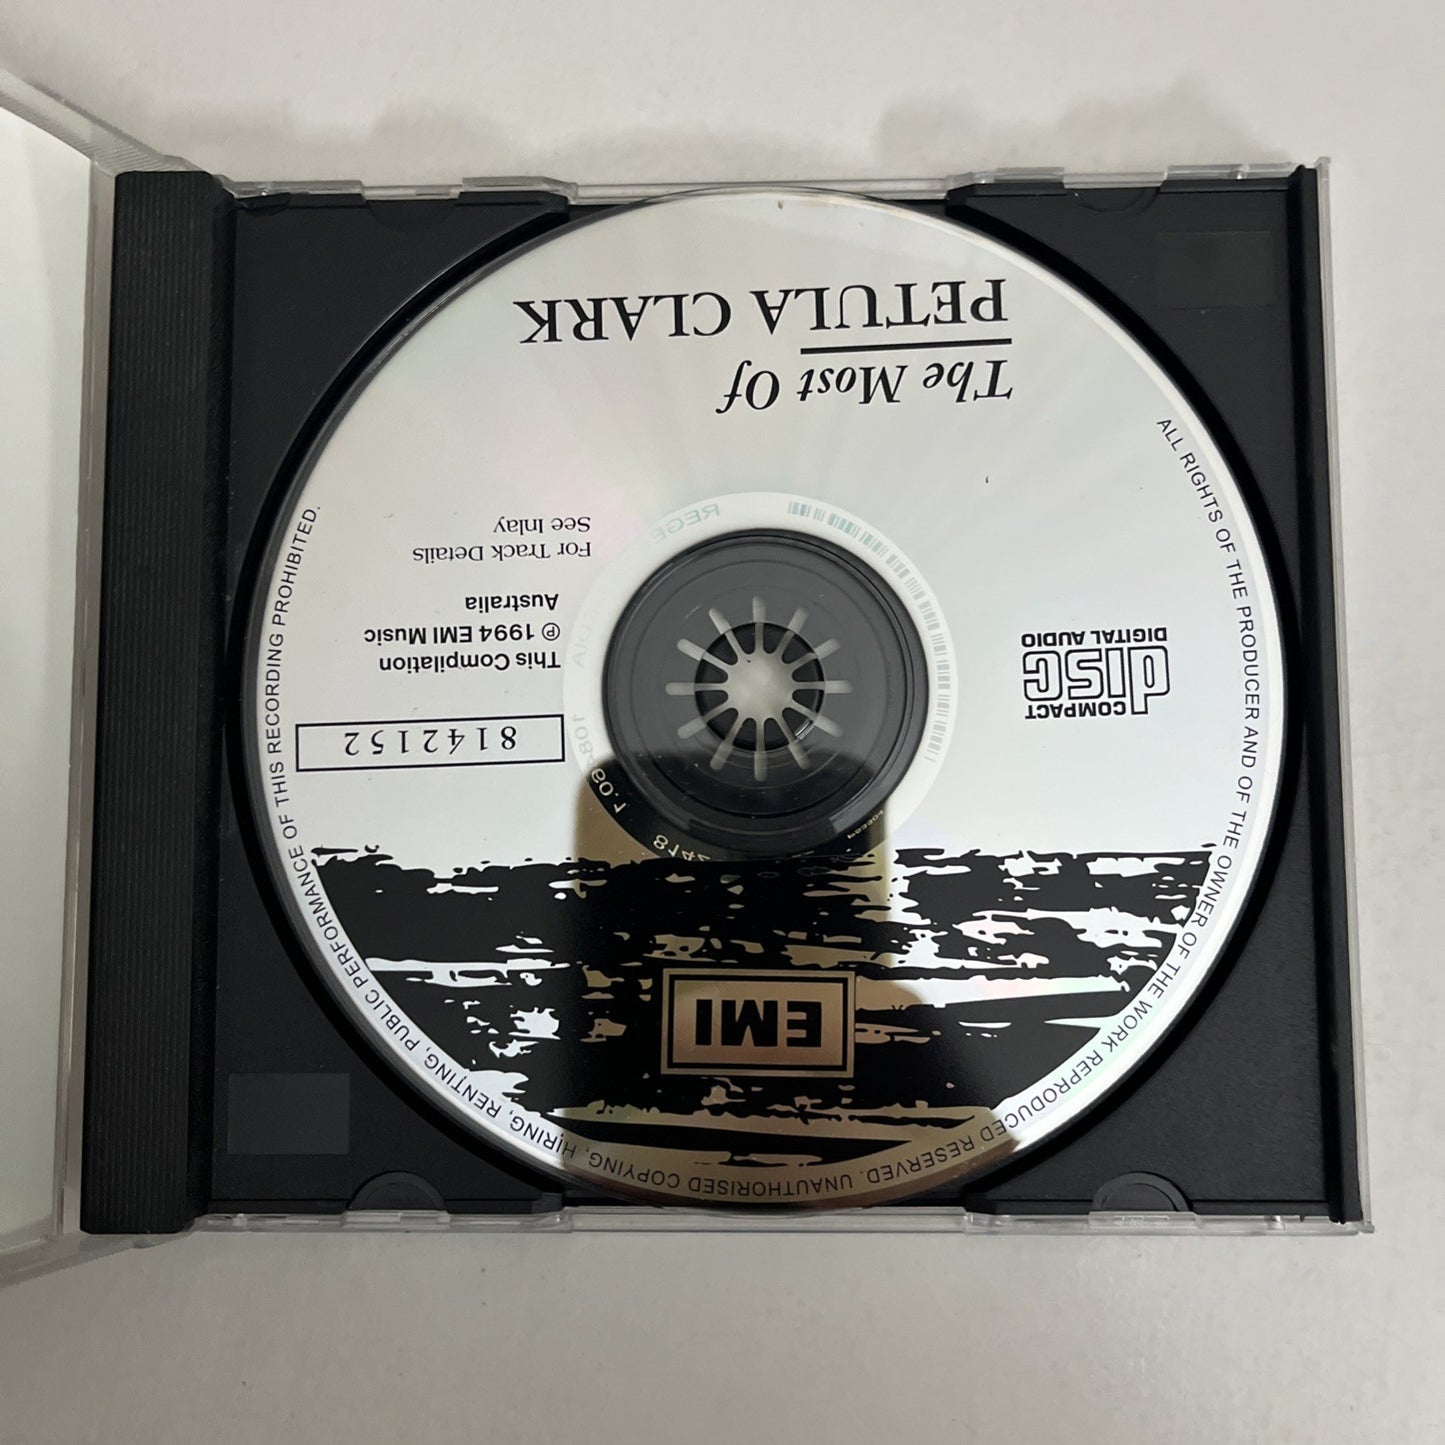 EMI
8142152
This Compilation
℗ 1994 EMI Music
Australia
For Track Details
See Inlay
COMPACT
disc
DIGITAL AUDIO
The Most Of
PETULA CLARK
ALL RIGHTS OF THE PRODUCER AND OF THE OWNER OF THE WORK REPRODUCED RESERVED. UNAUTHORISED COPYING, HIRING, RENTING, PUBLIC PERFORMANCE OF THIS RECORDING PROHIBITED.